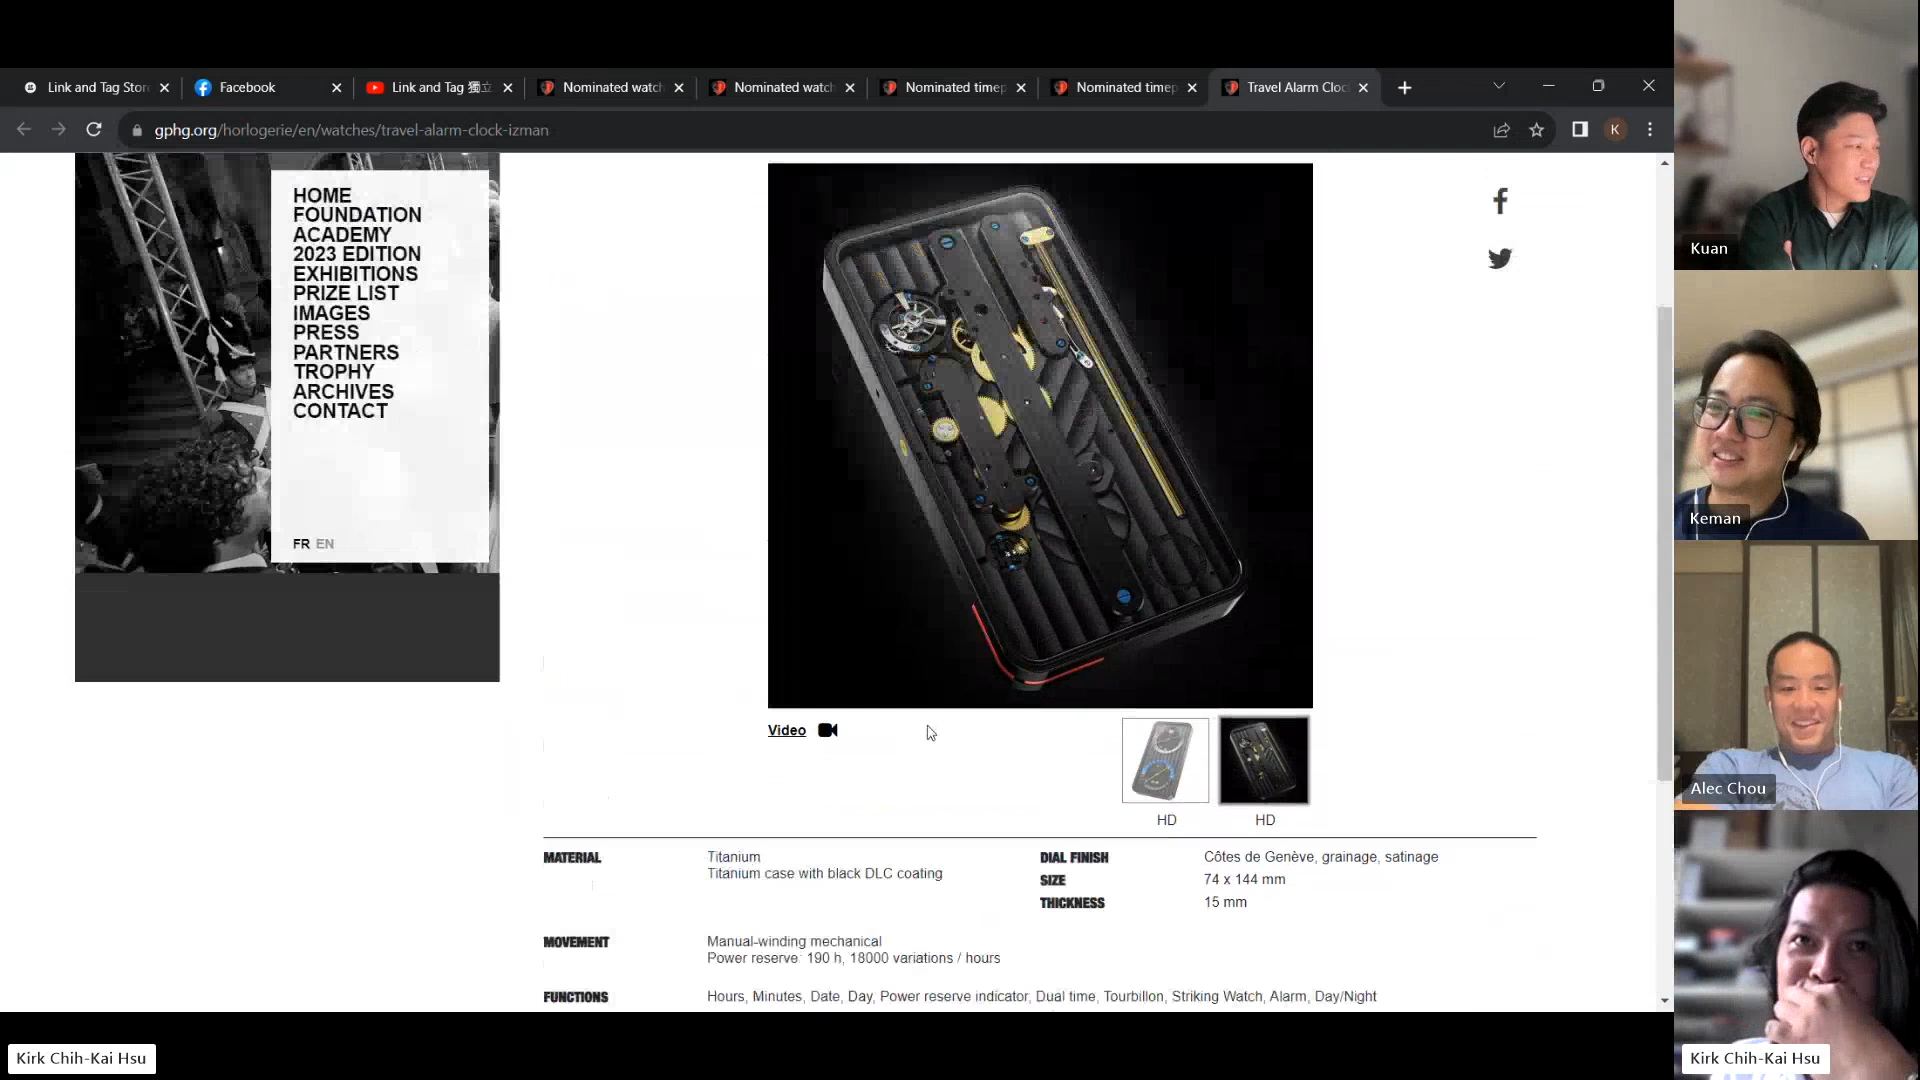 Link and Tag Stor
Facebook
Link and Tag 獨立
Nominated watch
Nominated watch
Nominated timep
Nominated timep
Travel Alarm Cloc
gphg.org/horlogerie/en/watches/travel-alarm-clock-izman
K
HOME
FOUNDATION
ACADEMY
2023 EDITION
EXHIBITIONS
PRIZE LIST
IMAGES
PRESS
PARTNERS
TROPHY
ARCHIVES
CONTACT
FR EN
Video
HD
HD
MATERIAL
Titanium
Titanium case with black DLC coating
DIAL FINISH
Côtes de Genève, grainage, satinage
SIZE
74 x 144 mm
THICKNESS
15 mm
MOVEMENT
Manual-winding mechanical
Power reserve: 190 h, 18000 variations / hours
FUNCTIONS
Hours, Minutes, Date, Day, Power reserve indicator, Dual time, Tourbillon, Striking Watch, Alarm, Day/Night
Kuan
Keman
Alec Chou
Kirk Chih-Kai Hsu
Kirk Chih-Kai Hsu